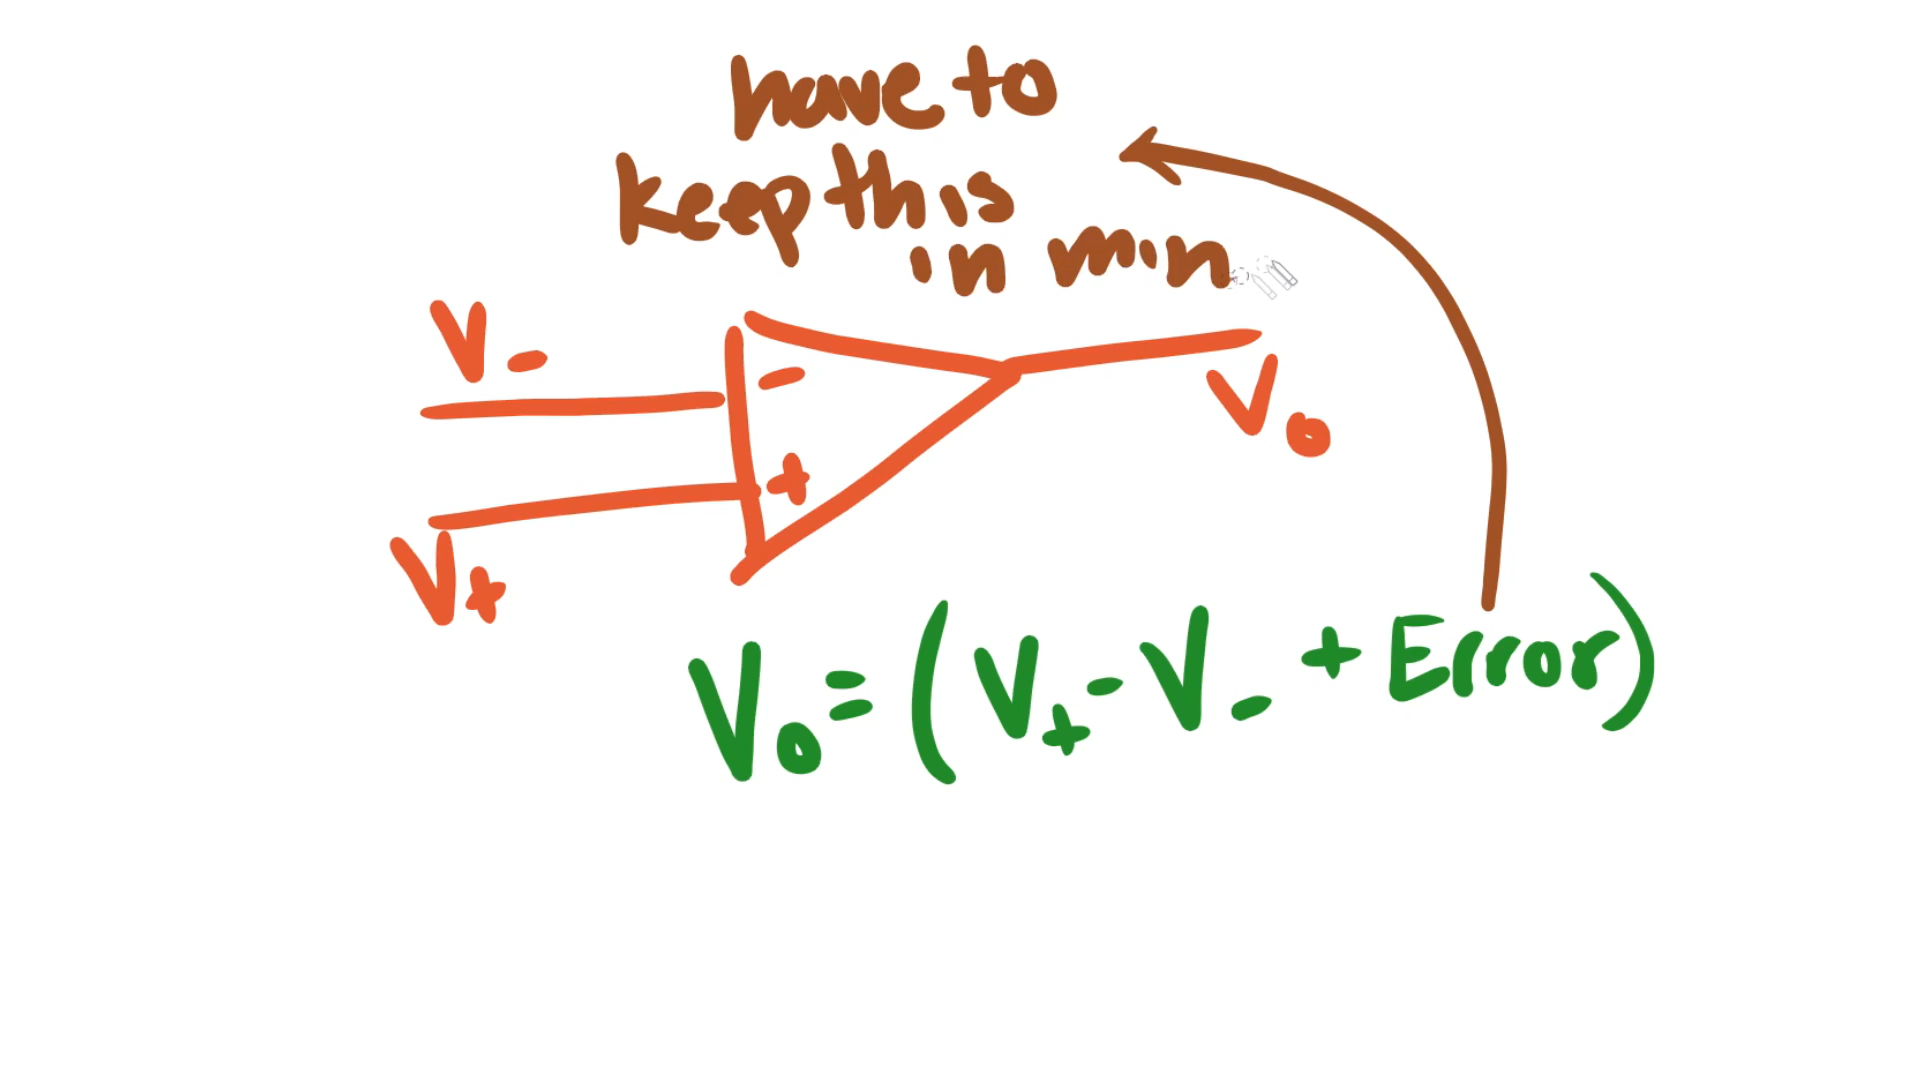 have to
keep this
in min
V-
-
Vo
+
V+
Vo = (V+ - V- + Error)